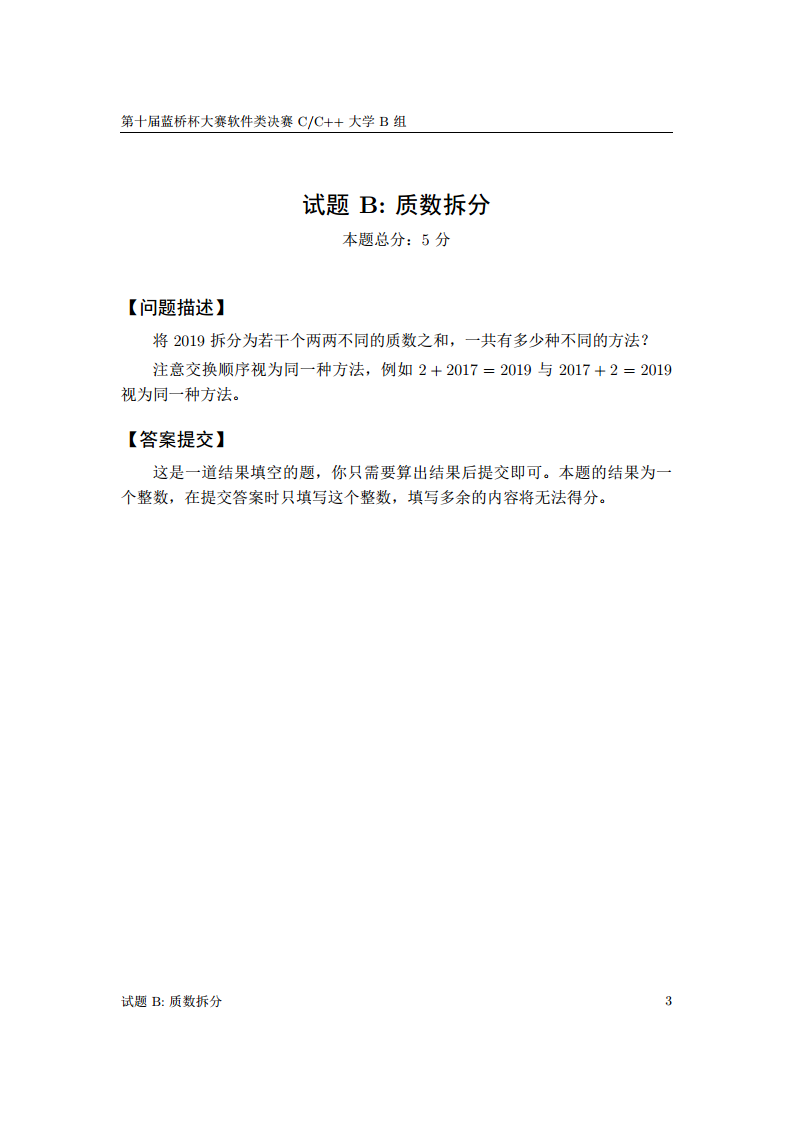 第十届蓝桥杯大赛软件类决赛 C/C++ 大学 B 组
试题 B: 质数拆分
本题总分：5 分
【问题描述】
将 2019 拆分为若干个两两不同的质数之和，一共有多少种不同的方法？
注意交换顺序视为同一种方法，例如 2 + 2017 = 2019 与 2017 + 2 = 2019
视为同一种方法。
【答案提交】
这是一道结果填空的题，你只需要算出结果后提交即可。本题的结果为一
个整数，在提交答案时只填写这个整数，填写多余的内容将无法得分。
试题 B: 质数拆分 3